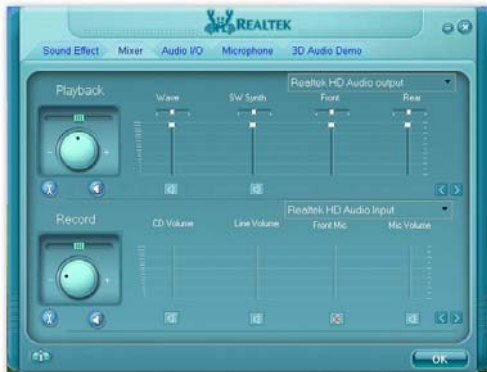 REALTEK
Sound Effect Mixer Audio I/O Microphone 3D Audio Demo
Realtek HD Audio output
Playback
Wave SW Synth Front Rear
Realtek HD Audio Input
Record
CD Volume Line Volume Front Mic Mic Volume
OK